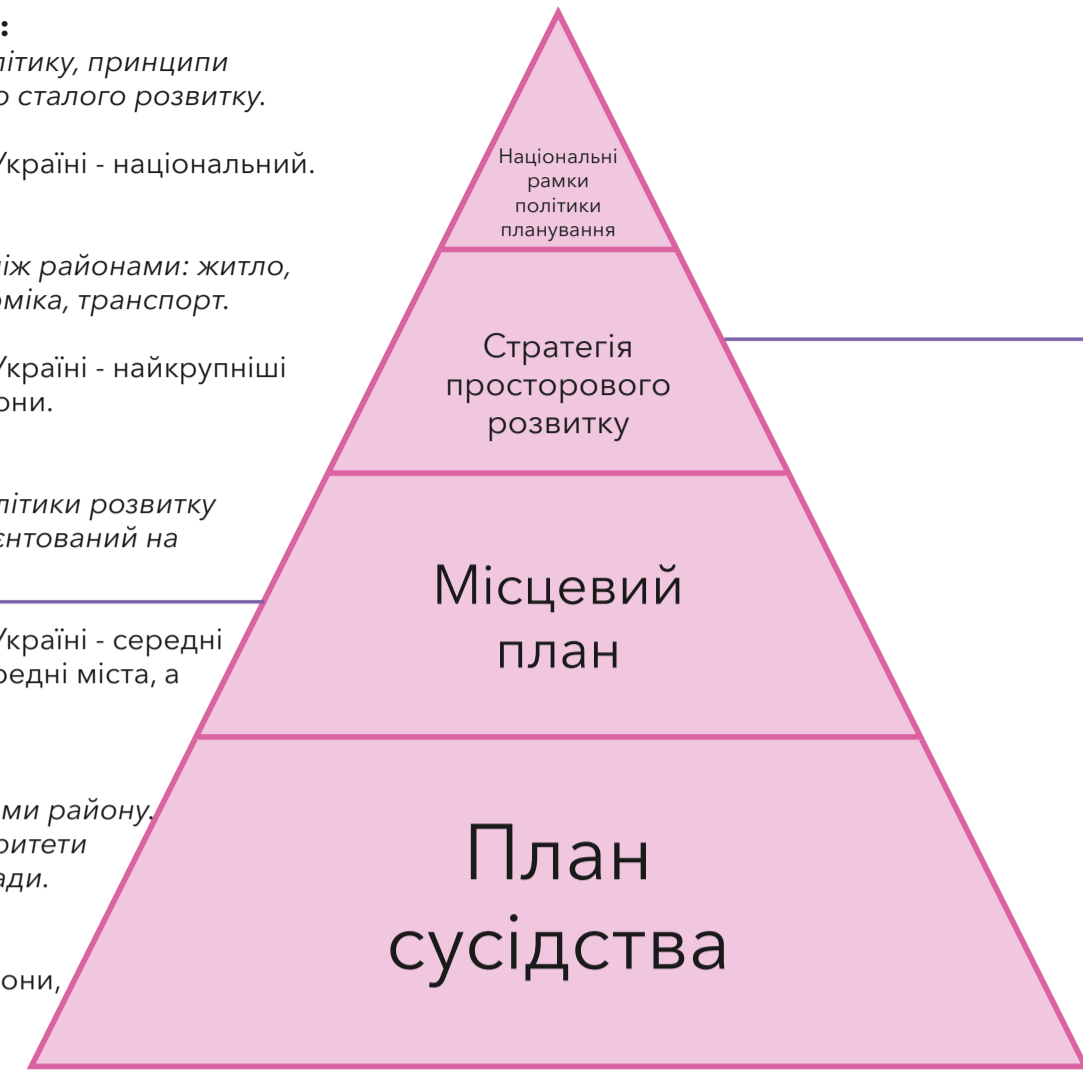 :
літику, принципи
о сталого розвитку.
Україні - національний.
між районами: житло,
оміка, транспорт.
Україні - найкрупніші
они.
літики розвитку
єнтований на
Україні - середні
редні міста, а
ми району.
ритети
ади.
они,
Національні
рамки
політики
планування
Стратегія
просторового
розвитку
Місцевий
план
План
сусідства